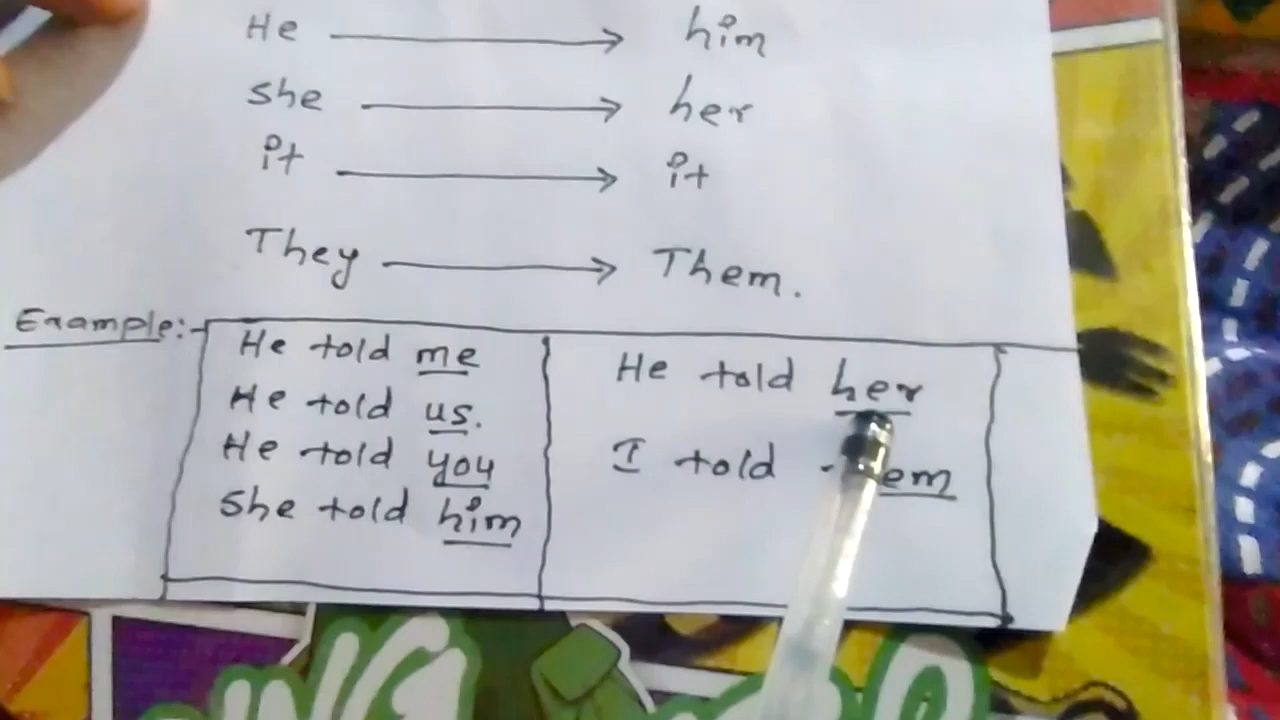 He → him
She → her
it → it
They → Them.
Example:-
He told me
He told us.
He told you
She told him
He told her
I told